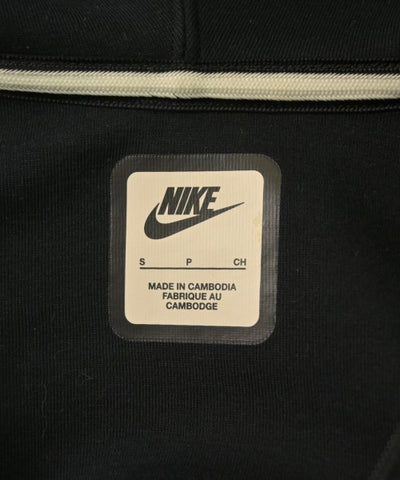 NIKE
S P CH
MADE IN CAMBODIA
FABRIQUE AU
CAMBODGE